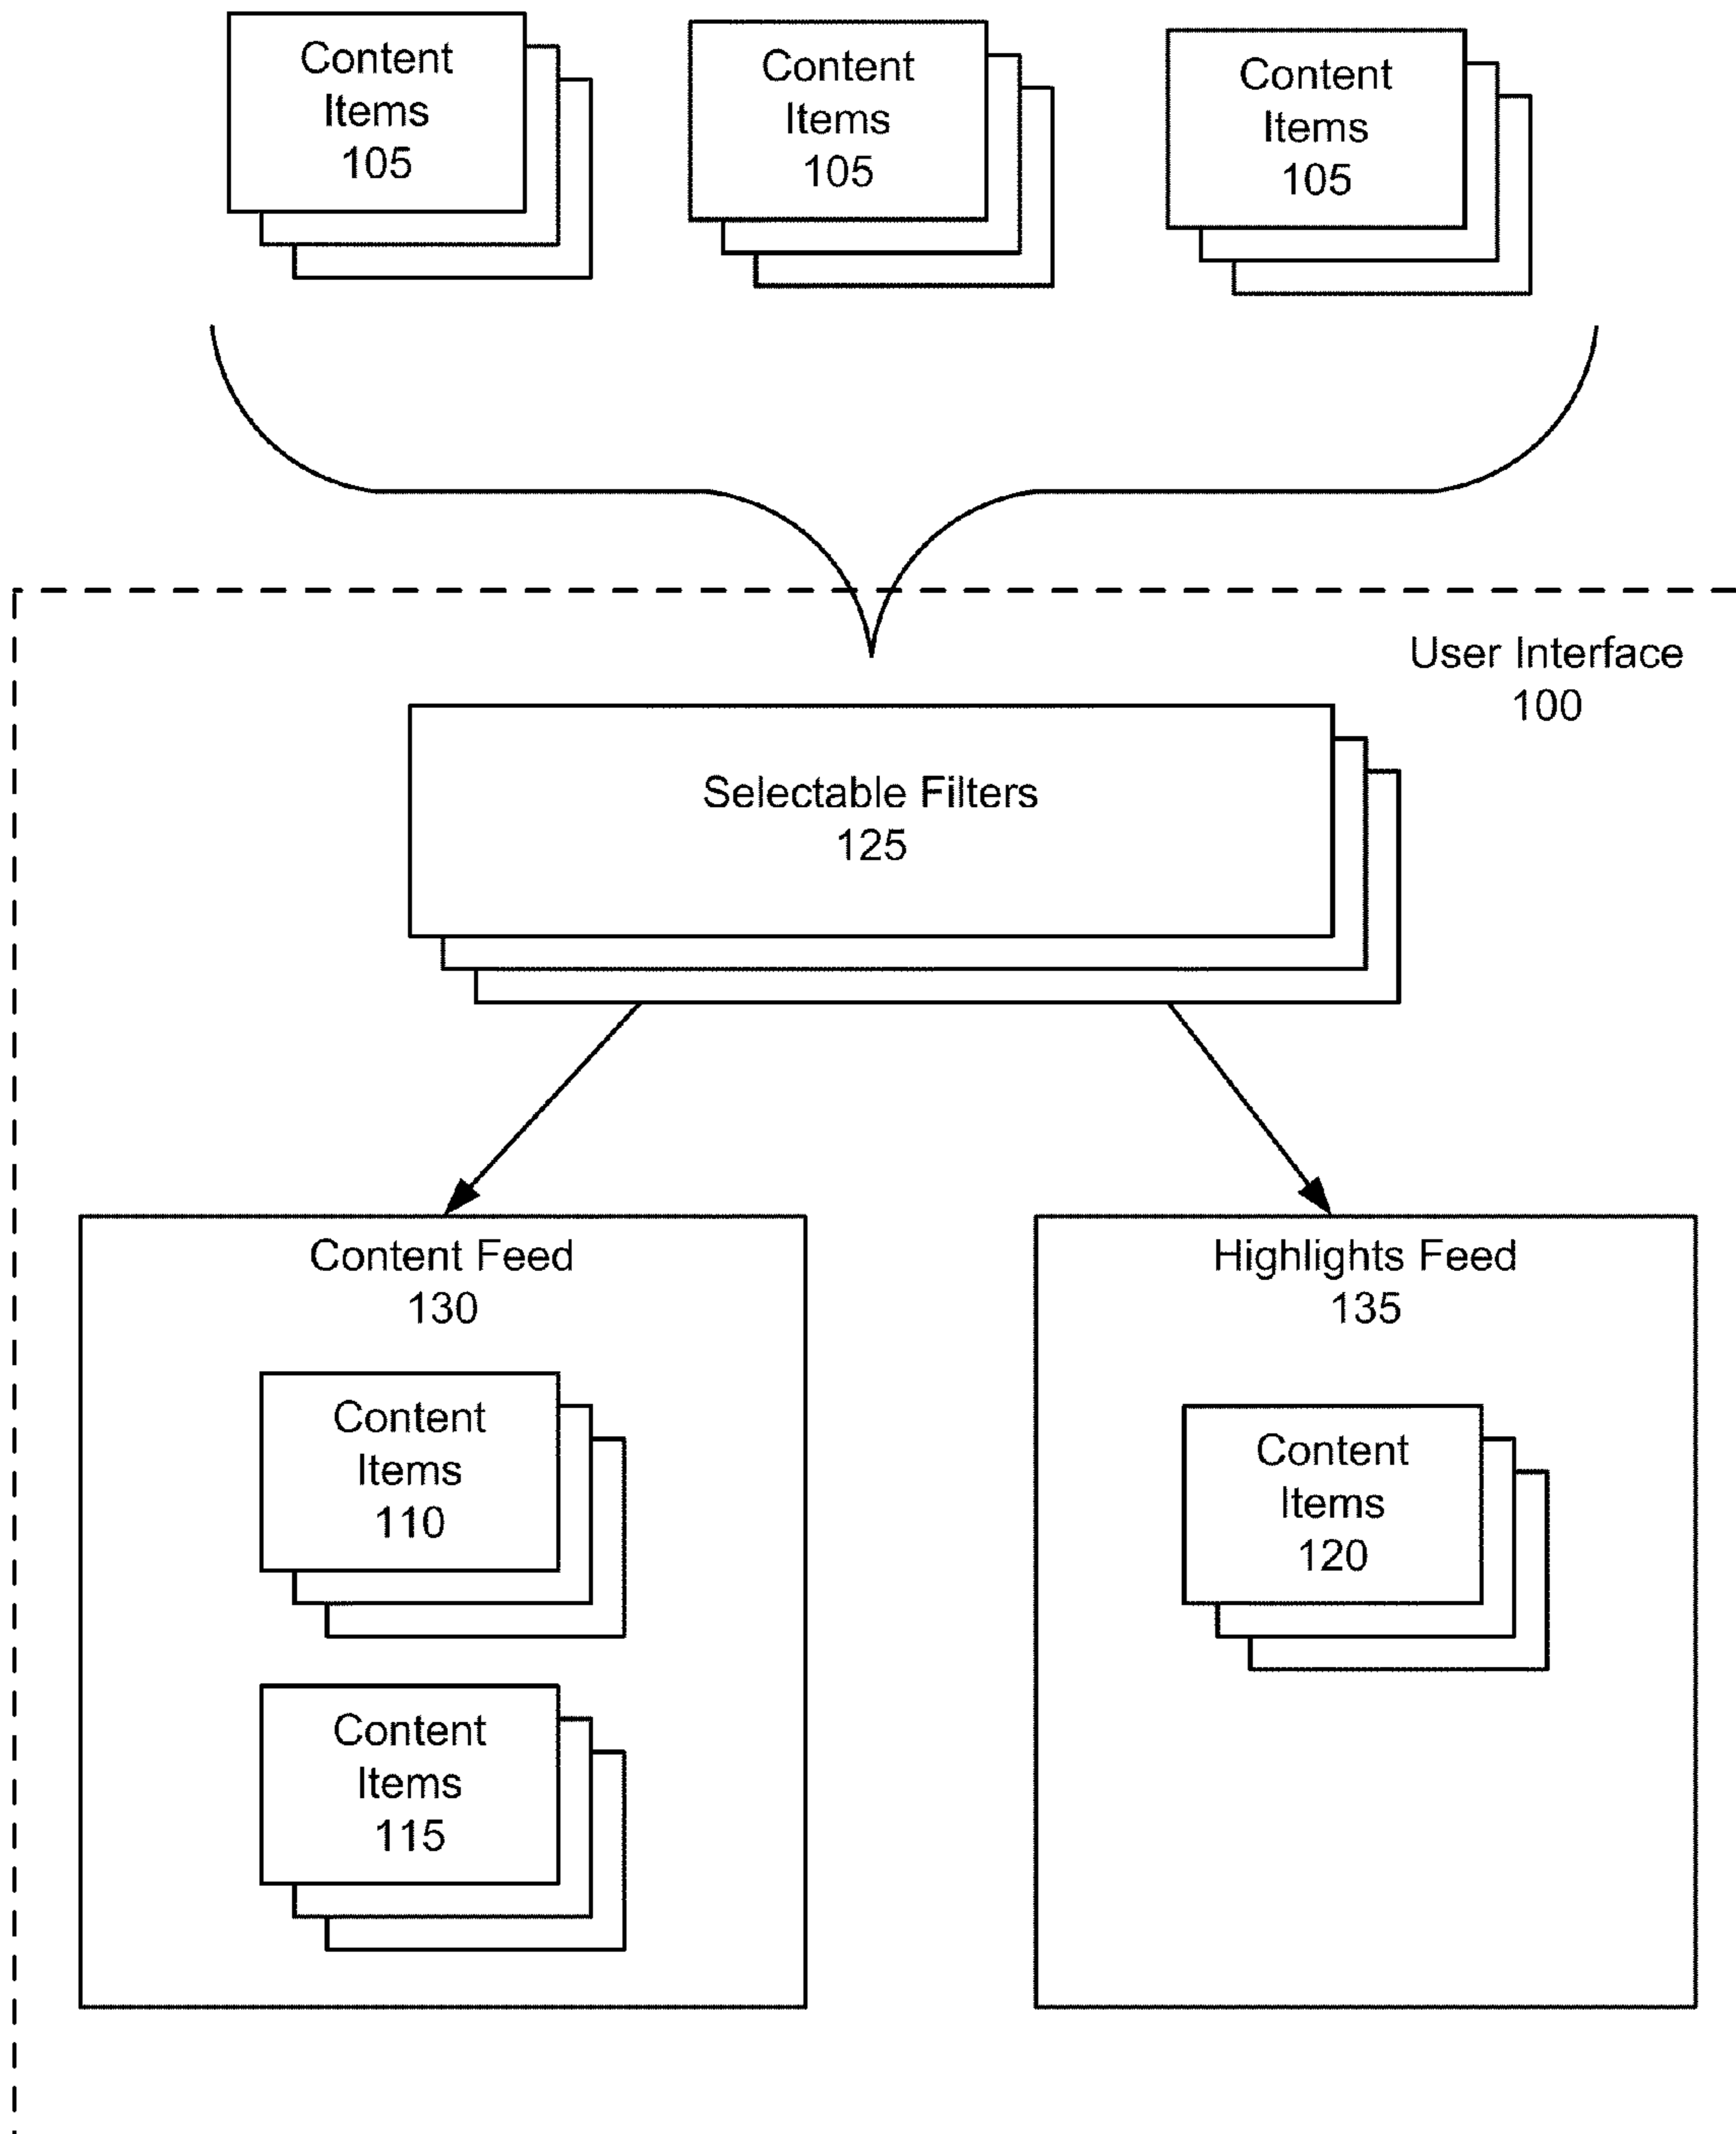 Content
Items
105
Content
Items
105
Content
Items
105
User Interface
100
Selectable Filters
125
Content Feed
130
Content
Items
110
Content
Items
115
Highlights Feed
135
Content
Items
120